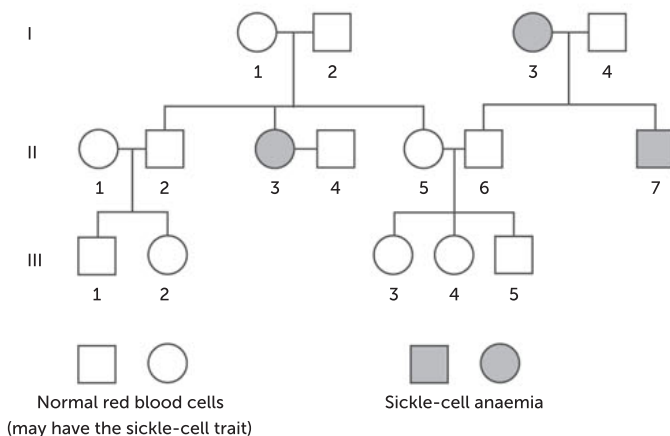 I
1 2 3 4
II
1 2 3 4 5 6 7
III
1 2 3 4 5
Normal red blood cells
(may have the sickle-cell trait)
Sickle-cell anaemia